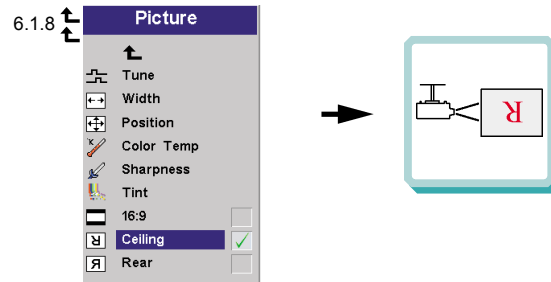 6.1.8
Picture
Tune
Width
Position
K Color Temp
Sharpness
Tint
16:9
R Ceiling
Я Rear
R